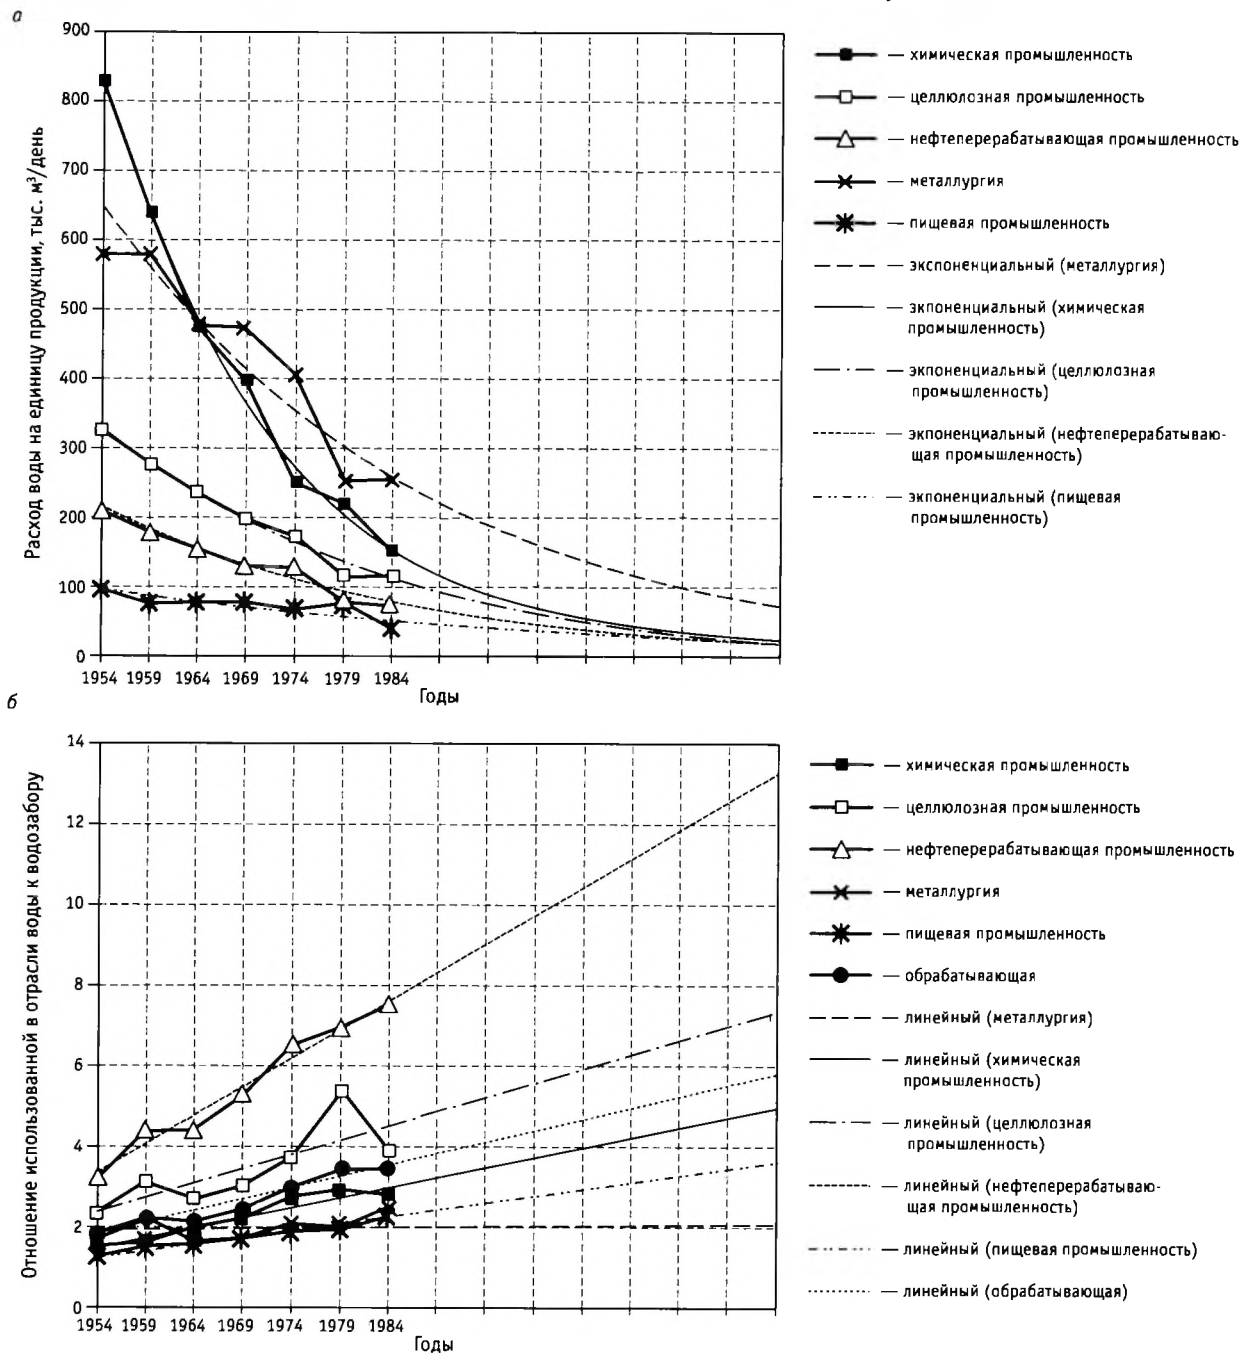 а
Расход воды на единицу продукции, тыс. м³/день
900
800
700
600
500
400
300
200
100
0
1954 1959 1964 1969 1974 1979 1984
Годы
— химическая промышленность
— целлюлозная промышленность
— нефтеперерабатывающая промышленность
— металлургия
— пищевая промышленность
— экспоненциальный (металлургия)
— экпоненциальный (химическая
промышленность)
— экпоненциальный (целлюлозная
промышленность)
— экпоненциальный (нефтеперерабатываю-
щая промышленность)
— экпоненциальный (пищевая
промышленность)
б
Отношение использованной в отрасли воды к водозабору
14
12
10
8
6
4
2
0
1954 1959 1964 1969 1974 1979 1984
Годы
— химическая промышленность
— целлюлозная промышленность
— нефтеперерабатывающая промышленность
— металлургия
— пищевая промышленность
— обрабатывающая
— линейный (металлургия)
— линейный (химическая
промышленность)
— линейный (целлюлозная
промышленность)
— линейный (нефтеперерабатываю-
щая промышленность)
— линейный (пищевая промышленность)
— линейный (обрабатывающая)